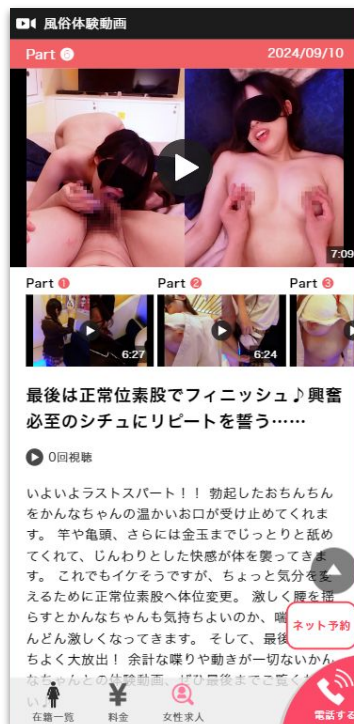 風俗体験動画
Part ❻ 2024/09/10
7:09
Part ❶ Part ❷ Part ❸
6:27 6:24
最後は正常位素股でフィニッシュ♪興奮
必至のシチュにリピートを誓う……
0回視聴
いよいよラストスパート！！ 勃起したおちんちん
をかんなちゃんの温かいお口が受け止めてくれま
す。 竿や亀頭、さらには金玉までじっとりと舐め
てくれて、じんわりとした快感が体を襲ってきま
す。 これでもイケそうですが、ちょっと気分を変
えるために正常位素股へ体位変更。 激しく腰を揺
らすとかんなちゃんも気持ちよいのか、喘
んどん激しくなってきます。 そして、最後
ちよく大放出！ 余計な喋りや動きが一切ないかん
なちゃんとの体験動画、ぜひ最後までご覧くだ
い♪
ネット予約
在籍一覧 料金 女性求人 電話する